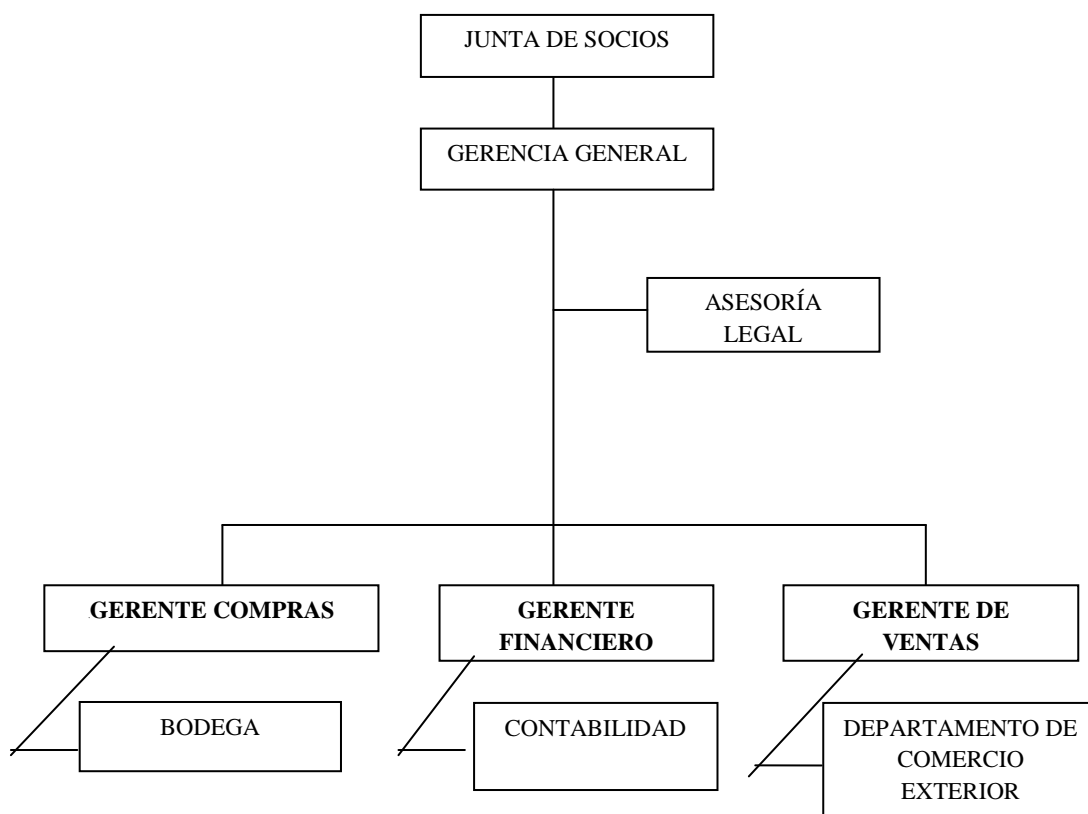 JUNTA DE SOCIOS
GERENCIA GENERAL
ASESORÍA
LEGAL
GERENTE COMPRAS
GERENTE
FINANCIERO
GERENTE DE
VENTAS
BODEGA
CONTABILIDAD
DEPARTAMENTO DE
COMERCIO
EXTERIOR